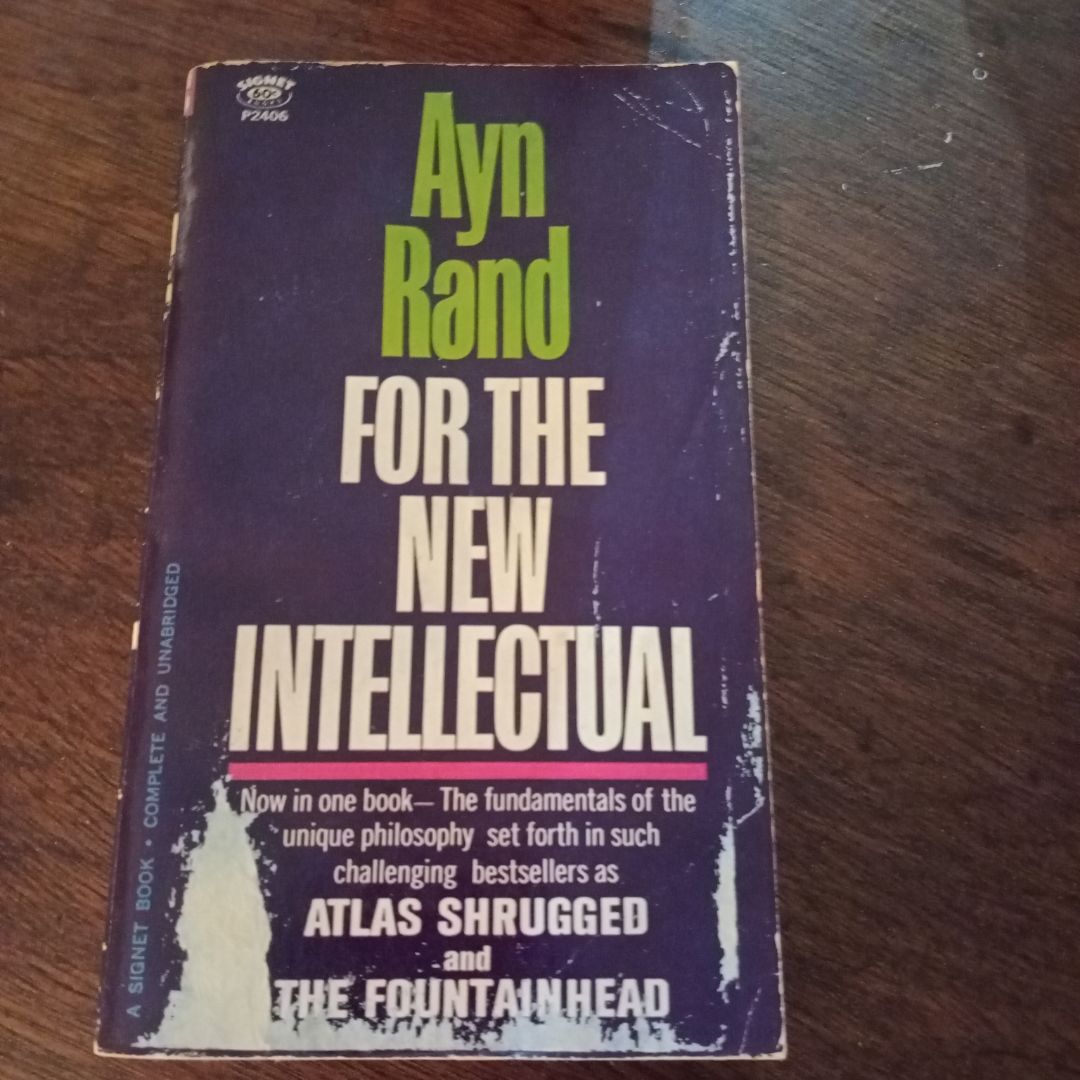 SIGNET
60¢
BOOKS
P2406
Ayn
Rand
FOR THE
NEW
INTELLECTUAL
Now in one book— The fundamentals of the
unique philosophy set forth in such
challenging bestsellers as
ATLAS SHRUGGED
and
THE FOUNTAINHEAD
A SIGNET BOOK • COMPLETE AND UNABRIDGED